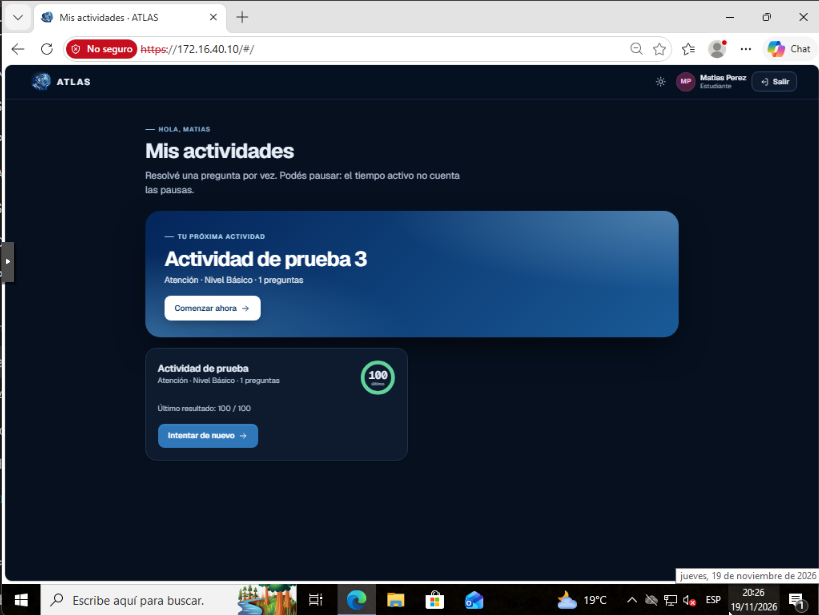 Mis actividades · ATLAS
No seguro
https://172.16.40.10/#/
Chat
ATLAS
MP
Matias Perez
Estudiante
Salir
HOLA, MATIAS
Mis actividades
Resolvé una pregunta por vez. Podés pausar: el tiempo activo no cuenta
las pausas.
TU PRÓXIMA ACTIVIDAD
Actividad de prueba 3
Atención · Nivel Básico · 1 preguntas
Comenzar ahora →
Actividad de prueba
Atención · Nivel Básico · 1 preguntas
100
último
Último resultado: 100 / 100
Intentar de nuevo →
jueves, 19 de noviembre de 2026
Escribe aquí para buscar.
19°C
ESP
20:26
19/11/2026
1